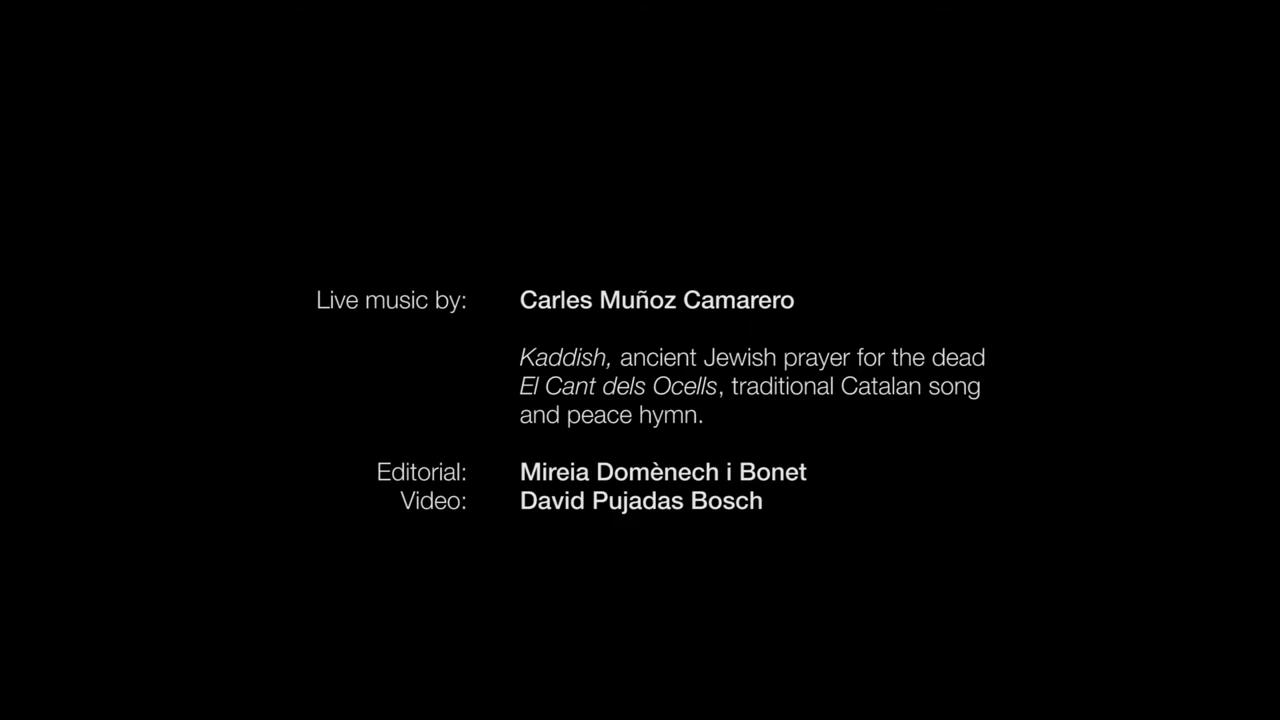 Live music by: Carles Muñoz Camarero
Kaddish, ancient Jewish prayer for the dead
El Cant dels Ocells, traditional Catalan song
and peace hymn.
Editorial: Mireia Domènech i Bonet
Video: David Pujadas Bosch